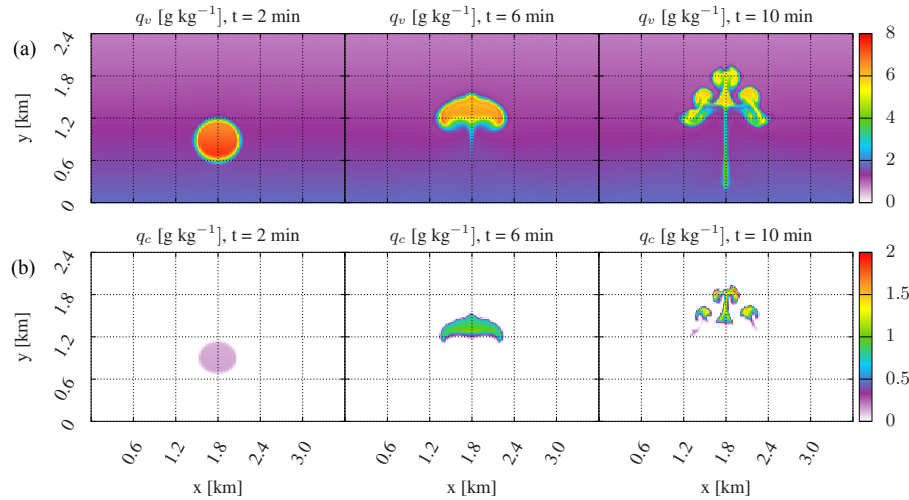 q_v [g kg⁻¹], t = 2 min q_v [g kg⁻¹], t = 6 min q_v [g kg⁻¹], t = 10 min
(a)
y [km]
2.4
1.8
1.2
0.6
0
8
6
4
2
0
q_c [g kg⁻¹], t = 2 min q_c [g kg⁻¹], t = 6 min q_c [g kg⁻¹], t = 10 min
(b)
y [km]
2.4
1.8
1.2
0.6
0
2
1.5
1
0.5
0
0.6 1.2 1.8 2.4 3.0 0.6 1.2 1.8 2.4 3.0 0.6 1.2 1.8 2.4 3.0
x [km] x [km] x [km]